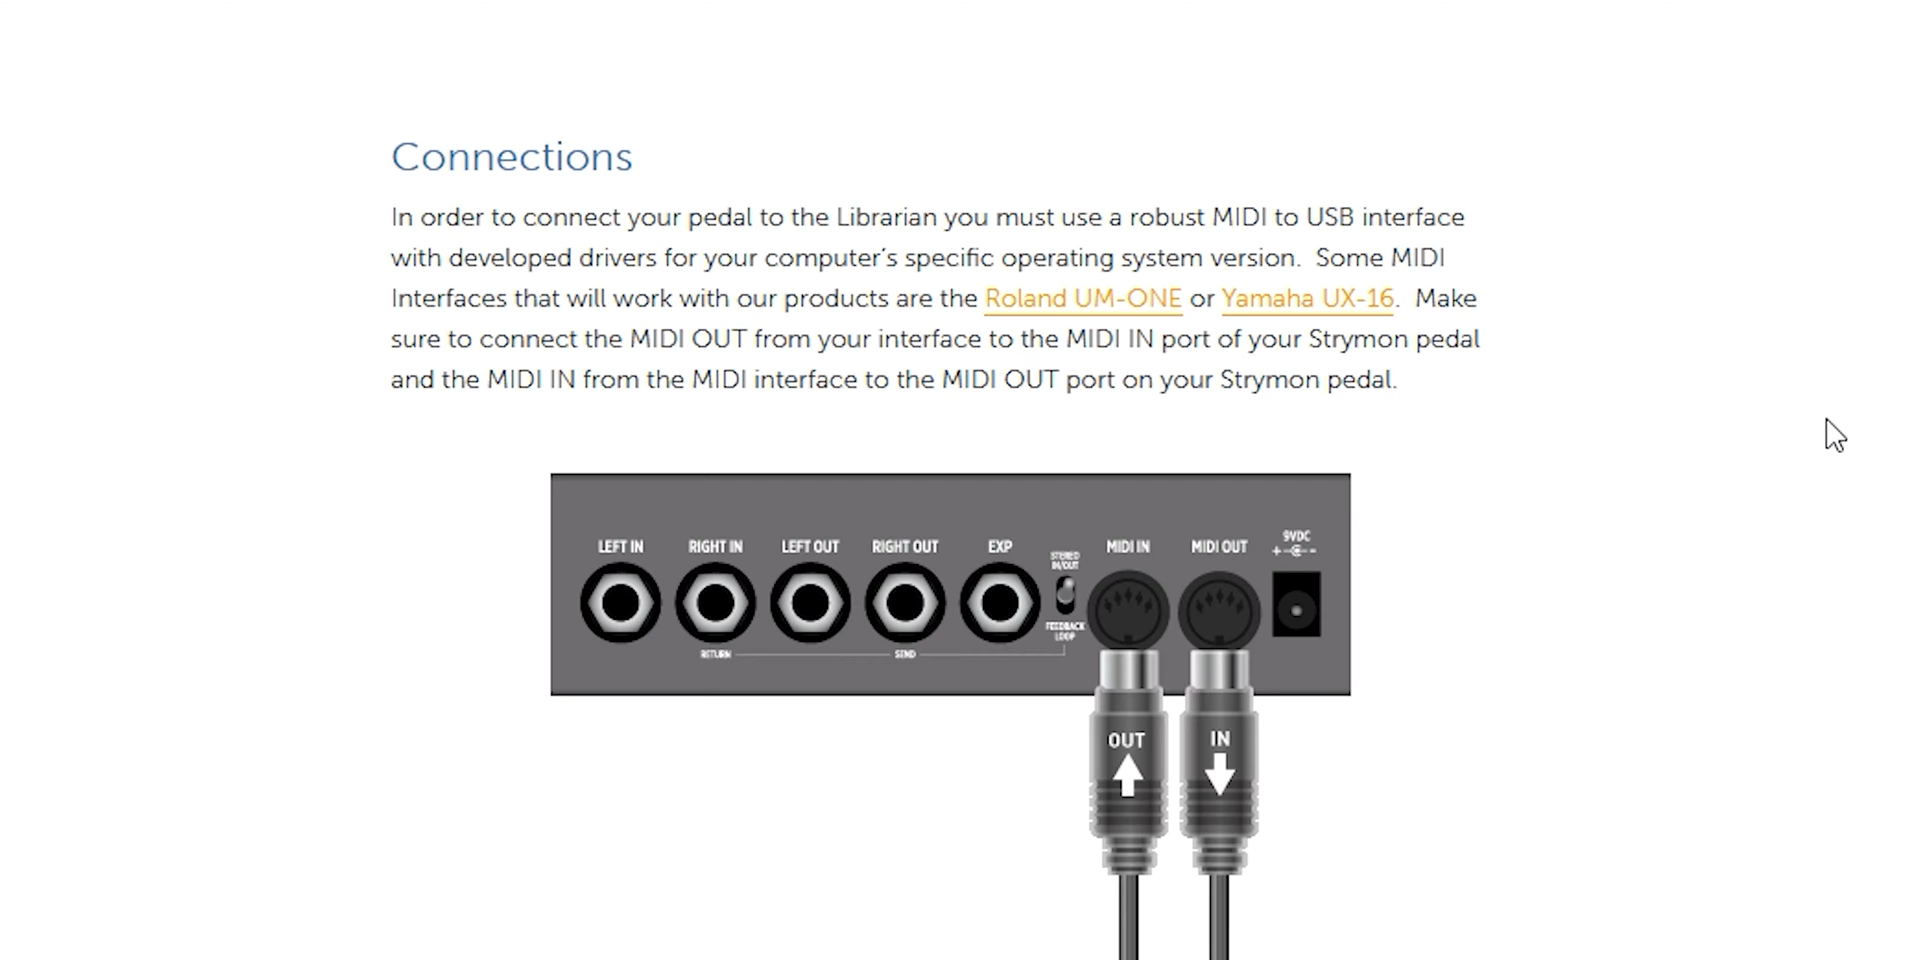 Connections
In order to connect your pedal to the Librarian you must use a robust MIDI to USB interface
with developed drivers for your computer's specific operating system version.  Some MIDI
Interfaces that will work with our products are the Roland UM-ONE or Yamaha UX-16.  Make
sure to connect the MIDI OUT from your interface to the MIDI IN port of your Strymon pedal
and the MIDI IN from the MIDI interface to the MIDI OUT port on your Strymon pedal.
9VDC
LEFT IN RIGHT IN LEFT OUT RIGHT OUT EXP MIDI IN MIDI OUT
STEREO
IN/OUT
FEEDBACK
LOOP
RETURN SEND
OUT IN